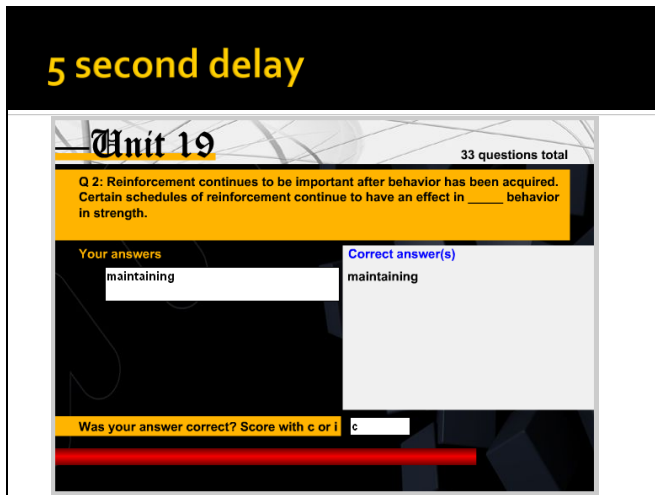 5 second delay
Unit 19
33 questions total
Q 2: Reinforcement continues to be important after behavior has been acquired.
Certain schedules of reinforcement continue to have an effect in _____ behavior
in strength.
Your answers
Correct answer(s)
maintaining
maintaining
Was your answer correct? Score with c or i
c